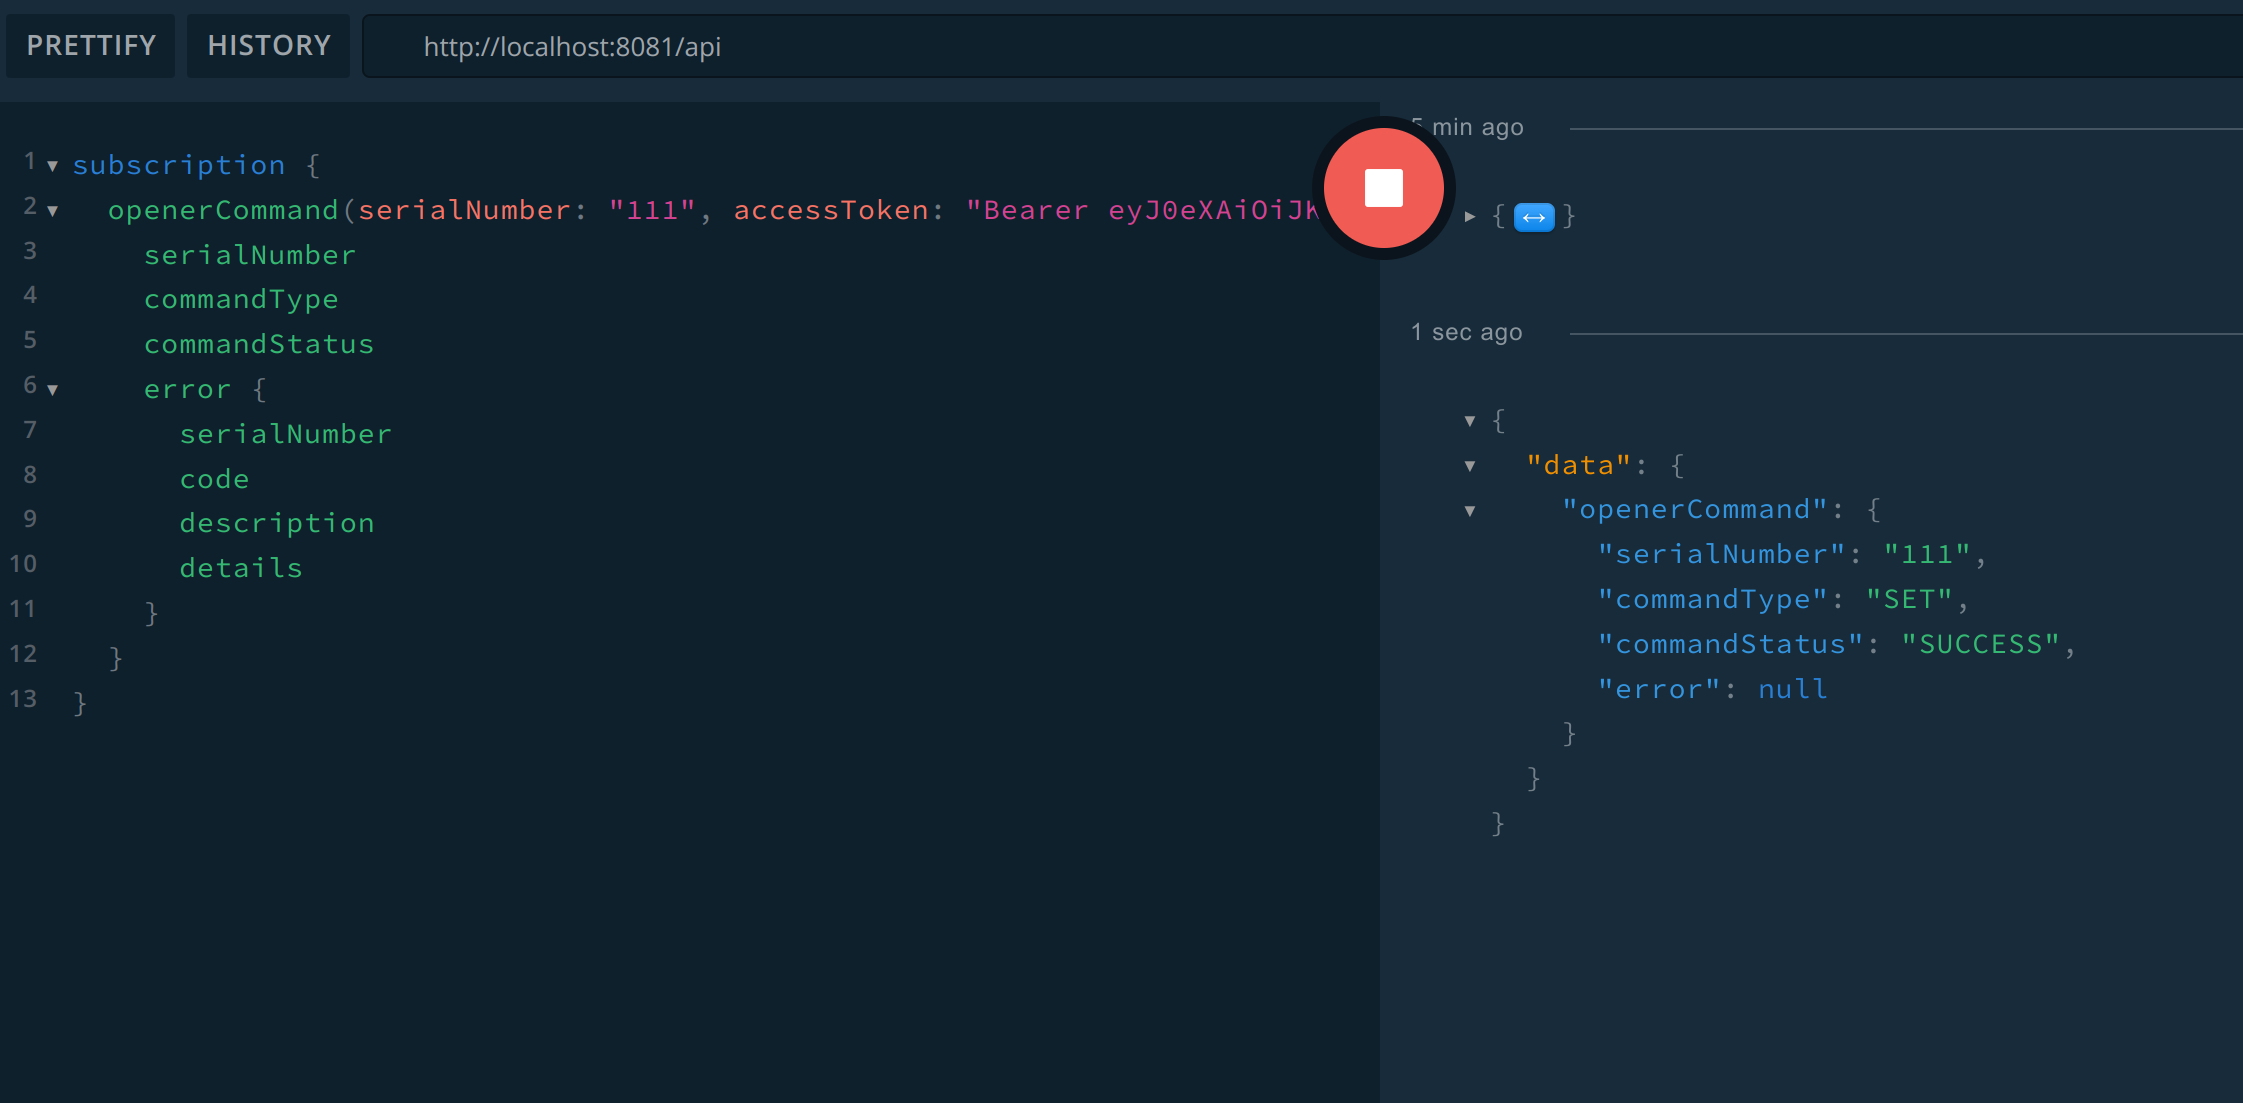 PRETTIFY HISTORY http://localhost:8081/api
1 subscription {
2 openerCommand(serialNumber: "111", accessToken: "Bearer eyJ0eXAiOiJK
3 serialNumber
4 commandType
5 commandStatus
6 error {
7 serialNumber
8 code
9 description
10 details
11 }
12 }
13 }
5 min ago
{ ↔ }
1 sec ago
{
"data": {
"openerCommand": {
"serialNumber": "111",
"commandType": "SET",
"commandStatus": "SUCCESS",
"error": null
}
}
}